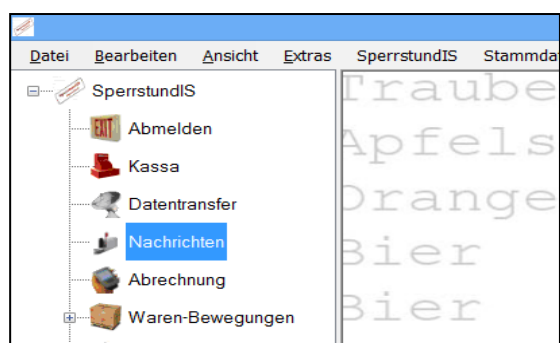 Datei Bearbeiten Ansicht Extras SperrstundIS Stammda
SperrstundIS
EXIT Abmelden
Kassa
Datentransfer
Nachrichten
Abrechnung
Waren-Bewegungen
Traube
Apfels
Orange
Bier
Bier